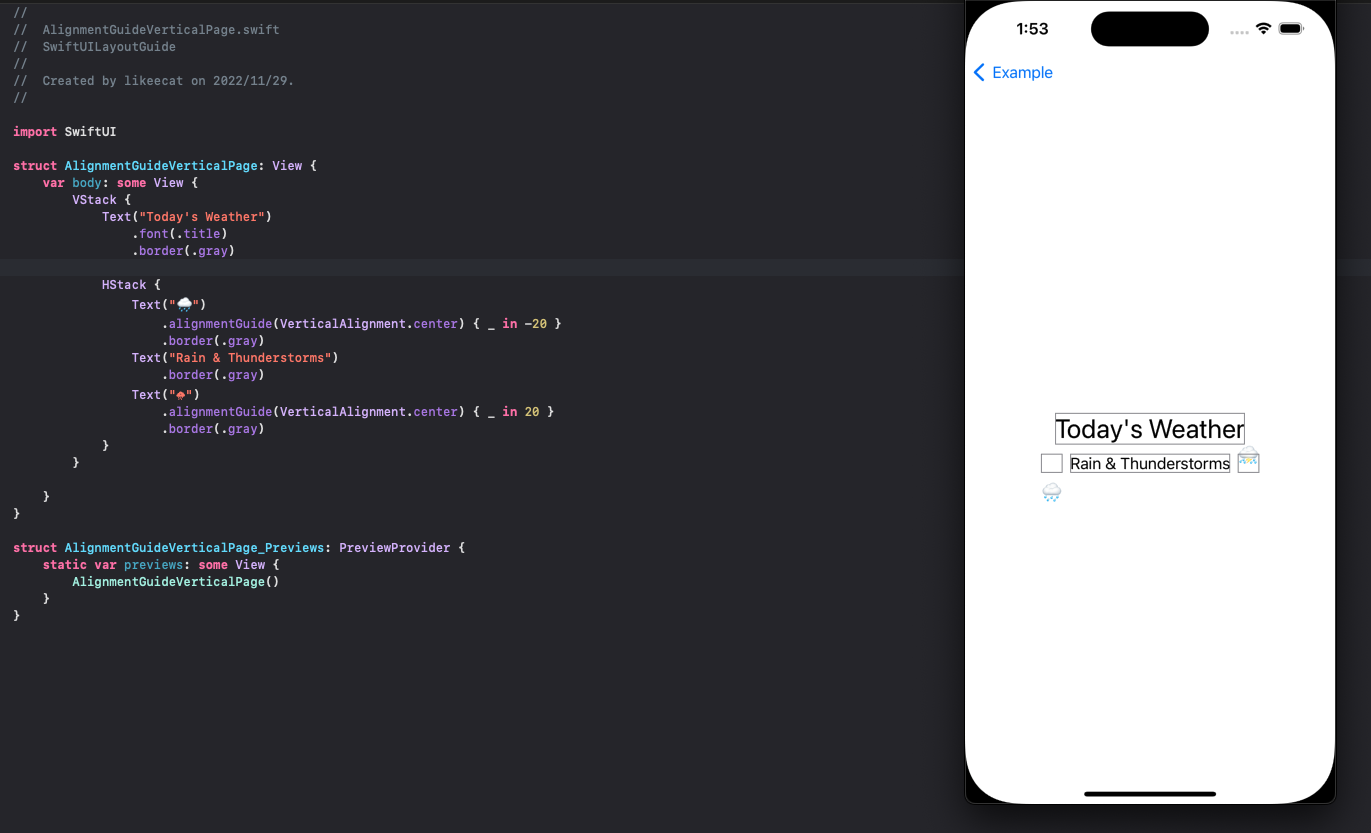 //
//  AlignmentGuideVerticalPage.swift
//  SwiftUILayoutGuide
//
//  Created by likeecat on 2022/11/29.
//
import SwiftUI
struct AlignmentGuideVerticalPage: View {
    var body: some View {
        VStack {
            Text("Today's Weather")
                .font(.title)
                .border(.gray)
            HStack {
                Text("🌧")
                    .alignmentGuide(VerticalAlignment.center) { _ in -20 }
                    .border(.gray)
                Text("Rain & Thunderstorms")
                    .border(.gray)
                Text("⛈")
                    .alignmentGuide(VerticalAlignment.center) { _ in 20 }
                    .border(.gray)
            }
        }
    }
}
struct AlignmentGuideVerticalPage_Previews: PreviewProvider {
    static var previews: some View {
        AlignmentGuideVerticalPage()
    }
}
1:53
Example
Today's Weather
Rain & Thunderstorms